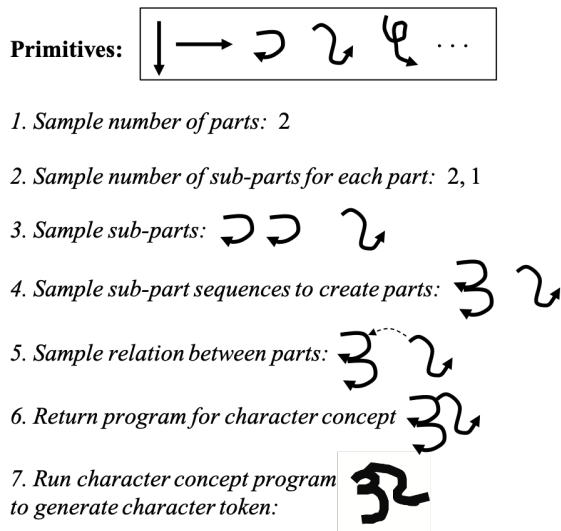 Primitives: ...
1. Sample number of parts: 2
2. Sample number of sub-parts for each part: 2, 1
3. Sample sub-parts:
4. Sample sub-part sequences to create parts:
5. Sample relation between parts:
6. Return program for character concept
7. Run character concept program
to generate character token: